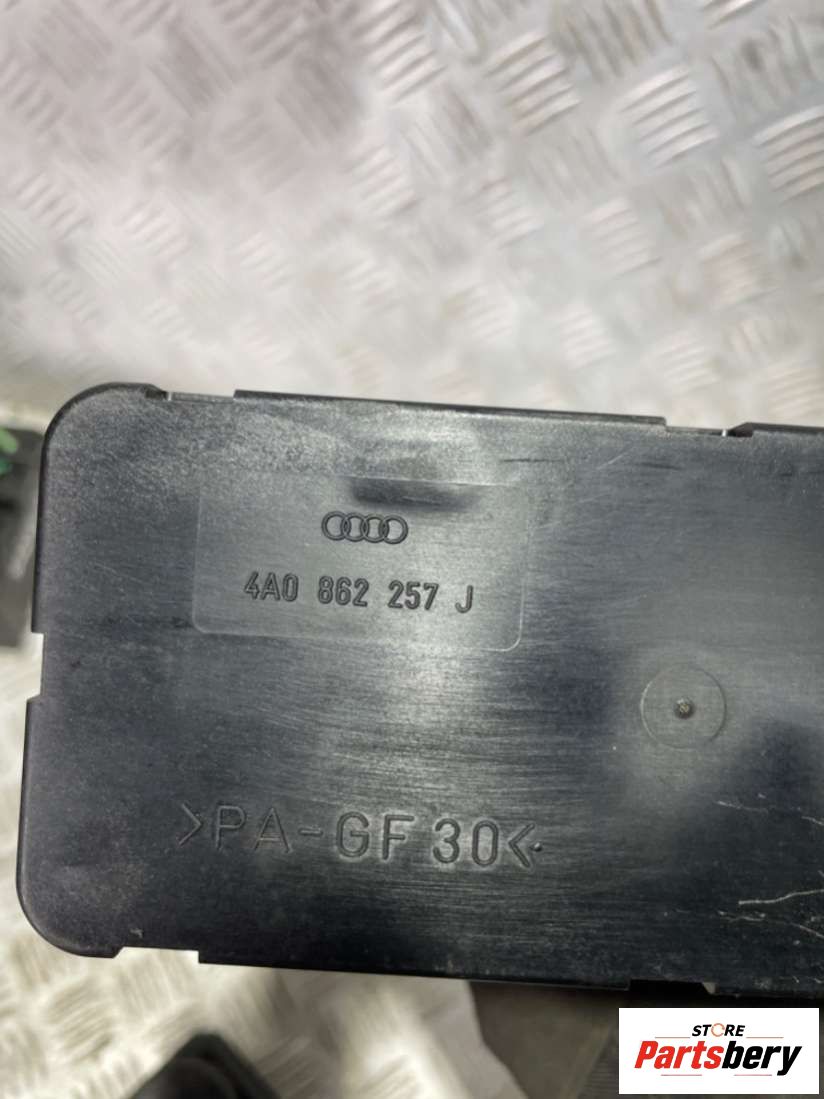 4A0 862 257 J
>PA-GF 30<
STORE
Partsbery